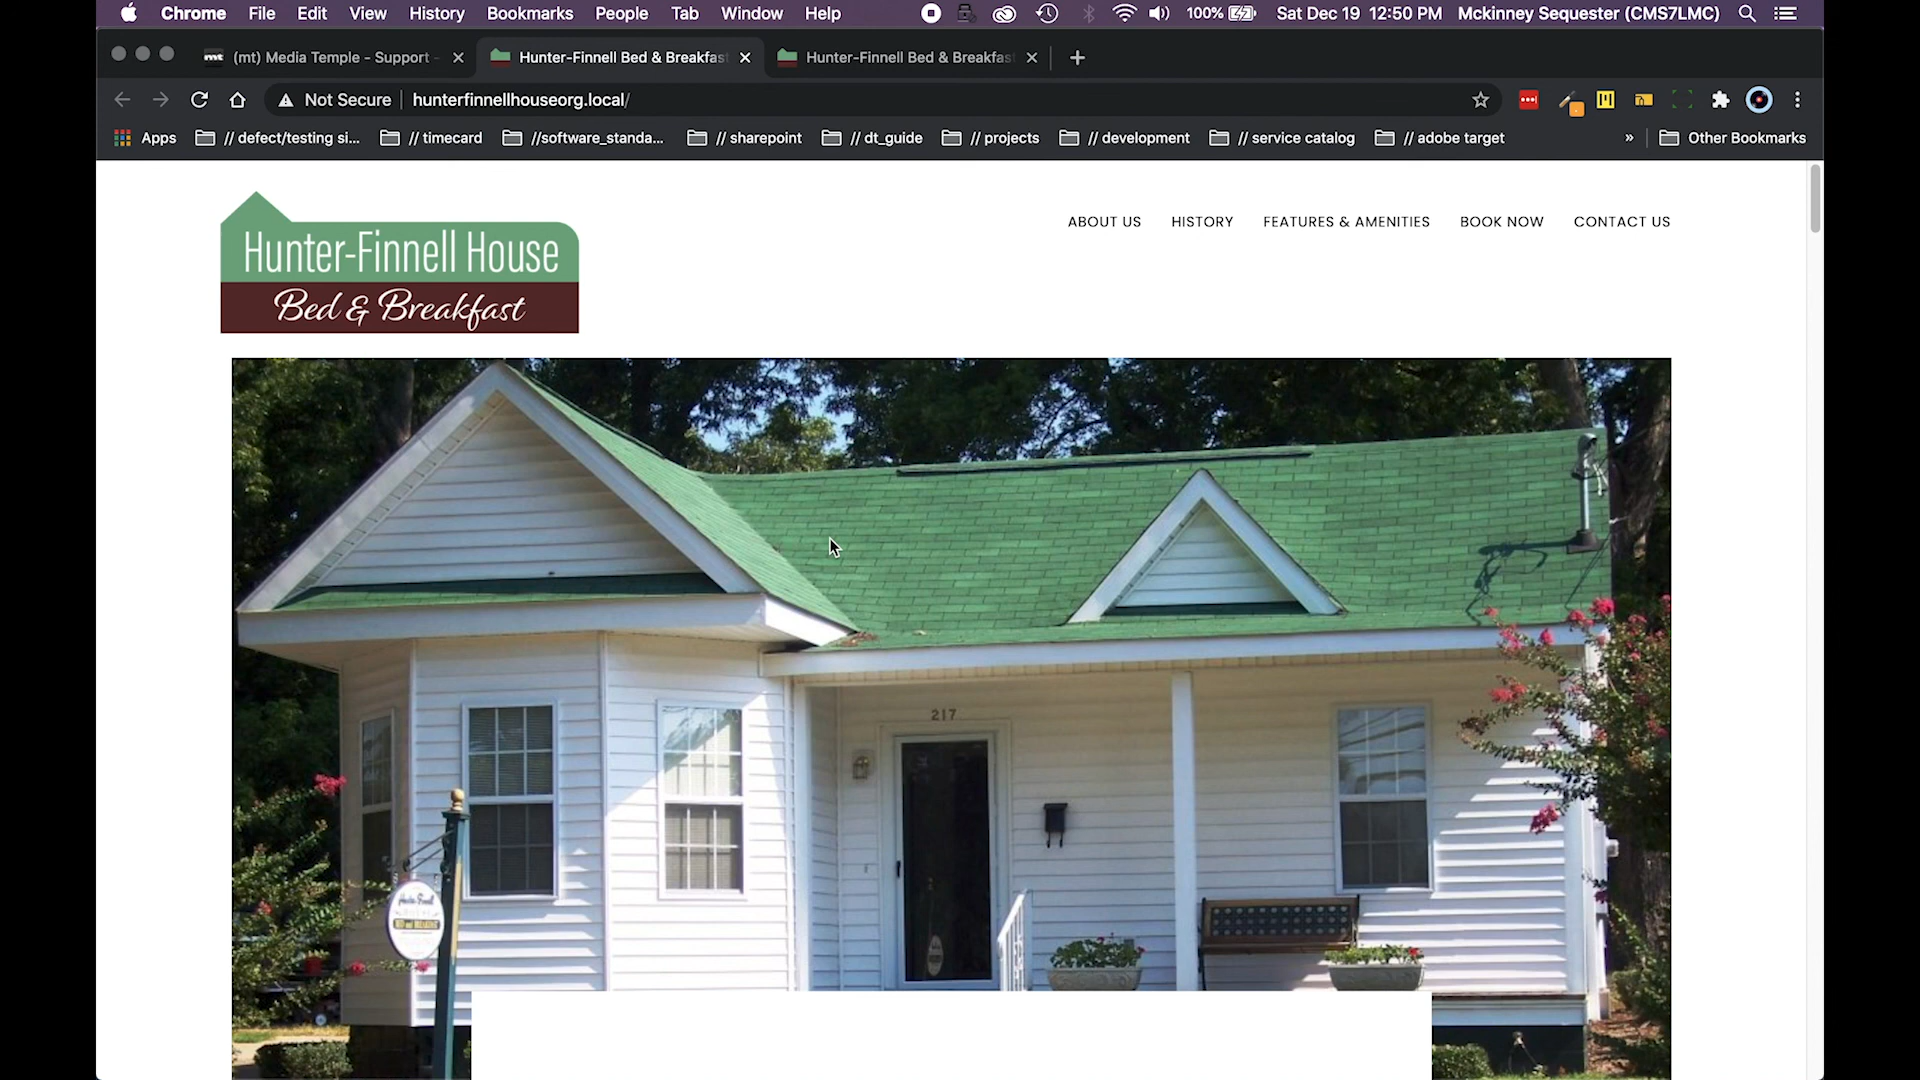 Chrome File Edit View History Bookmarks People Tab Window Help 100% Sat Dec 19 12:50 PM Mckinney Sequester (CMS7LMC)
(mt) Media Temple - Support - Hunter-Finnell Bed & Breakfas Hunter-Finnell Bed & Breakfas
Not Secure hunterfinnellhouseorg.local/
Apps // defect/testing si... // timecard //software_standa... // sharepoint // dt_guide // projects // development // service catalog // adobe target » Other Bookmarks
ABOUT US HISTORY FEATURES & AMENITIES BOOK NOW CONTACT US
Hunter-Finnell House
Bed & Breakfast
217